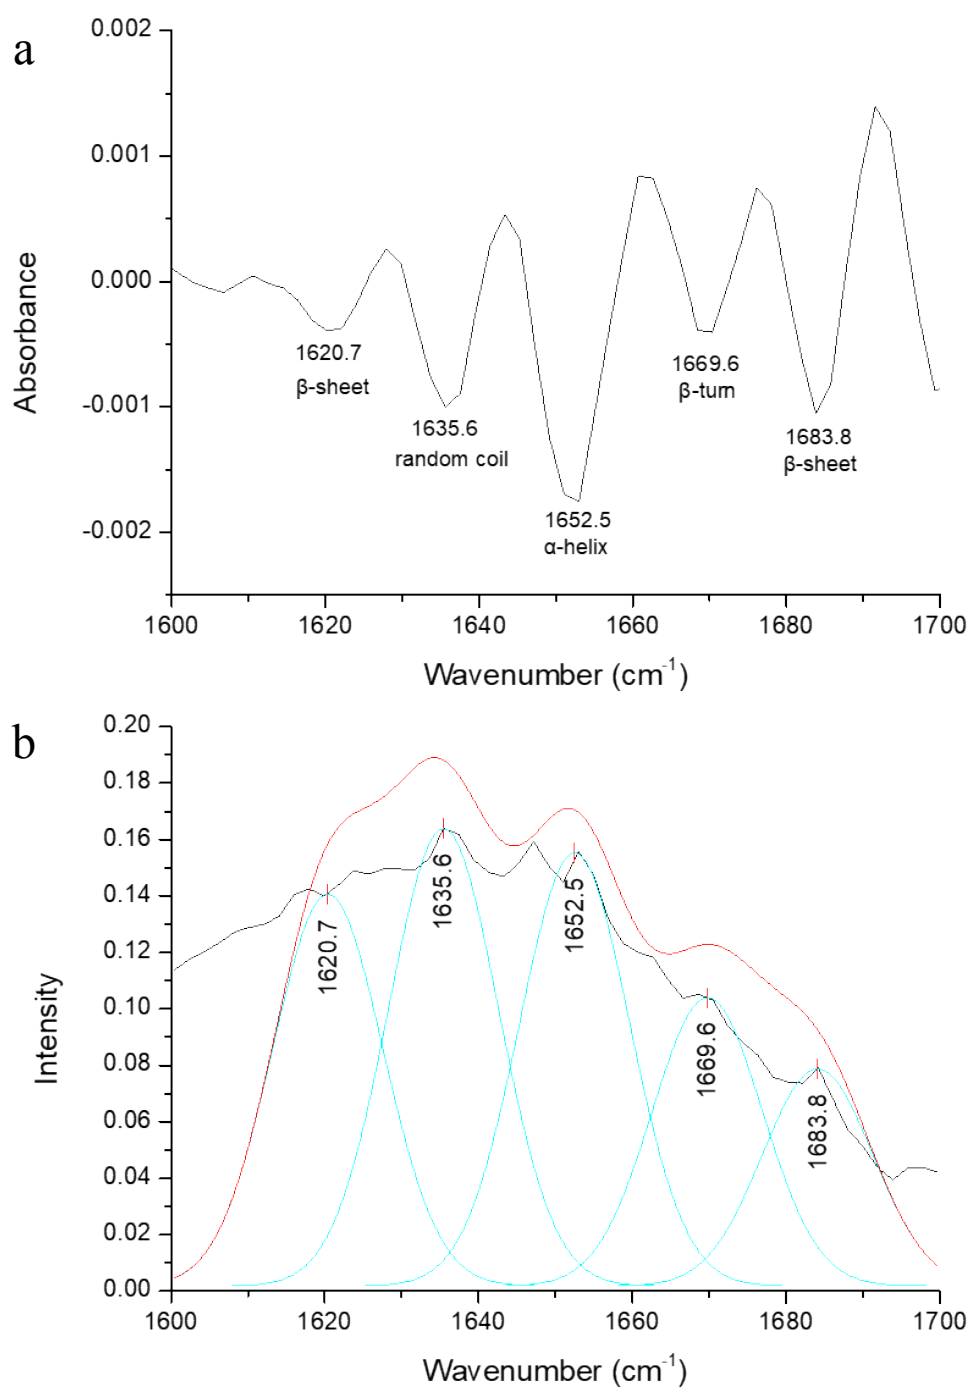 a
0.002
0.001
0.000
-0.001
-0.002
Absorbance
1620.7
β-sheet
1635.6
random coil
1652.5
α-helix
1669.6
β-turn
1683.8
β-sheet
1600 1620 1640 1660 1680 1700
Wavenumber (cm⁻¹)
b
0.20
0.18
0.16
0.14
0.12
0.10
0.08
0.06
0.04
0.02
0.00
Intensity
1620.7
1635.6
1652.5
1669.6
1683.8
1600 1620 1640 1660 1680 1700
Wavenumber (cm⁻¹)